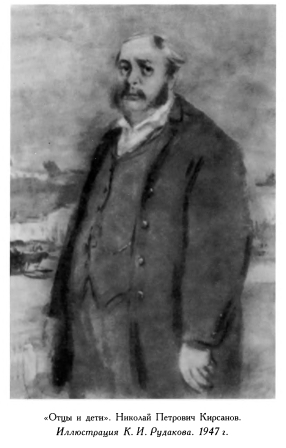 «Отцы и дети». Николай Петрович Кирсанов.
Иллюстрация К. И. Рудакова. 1947 г.